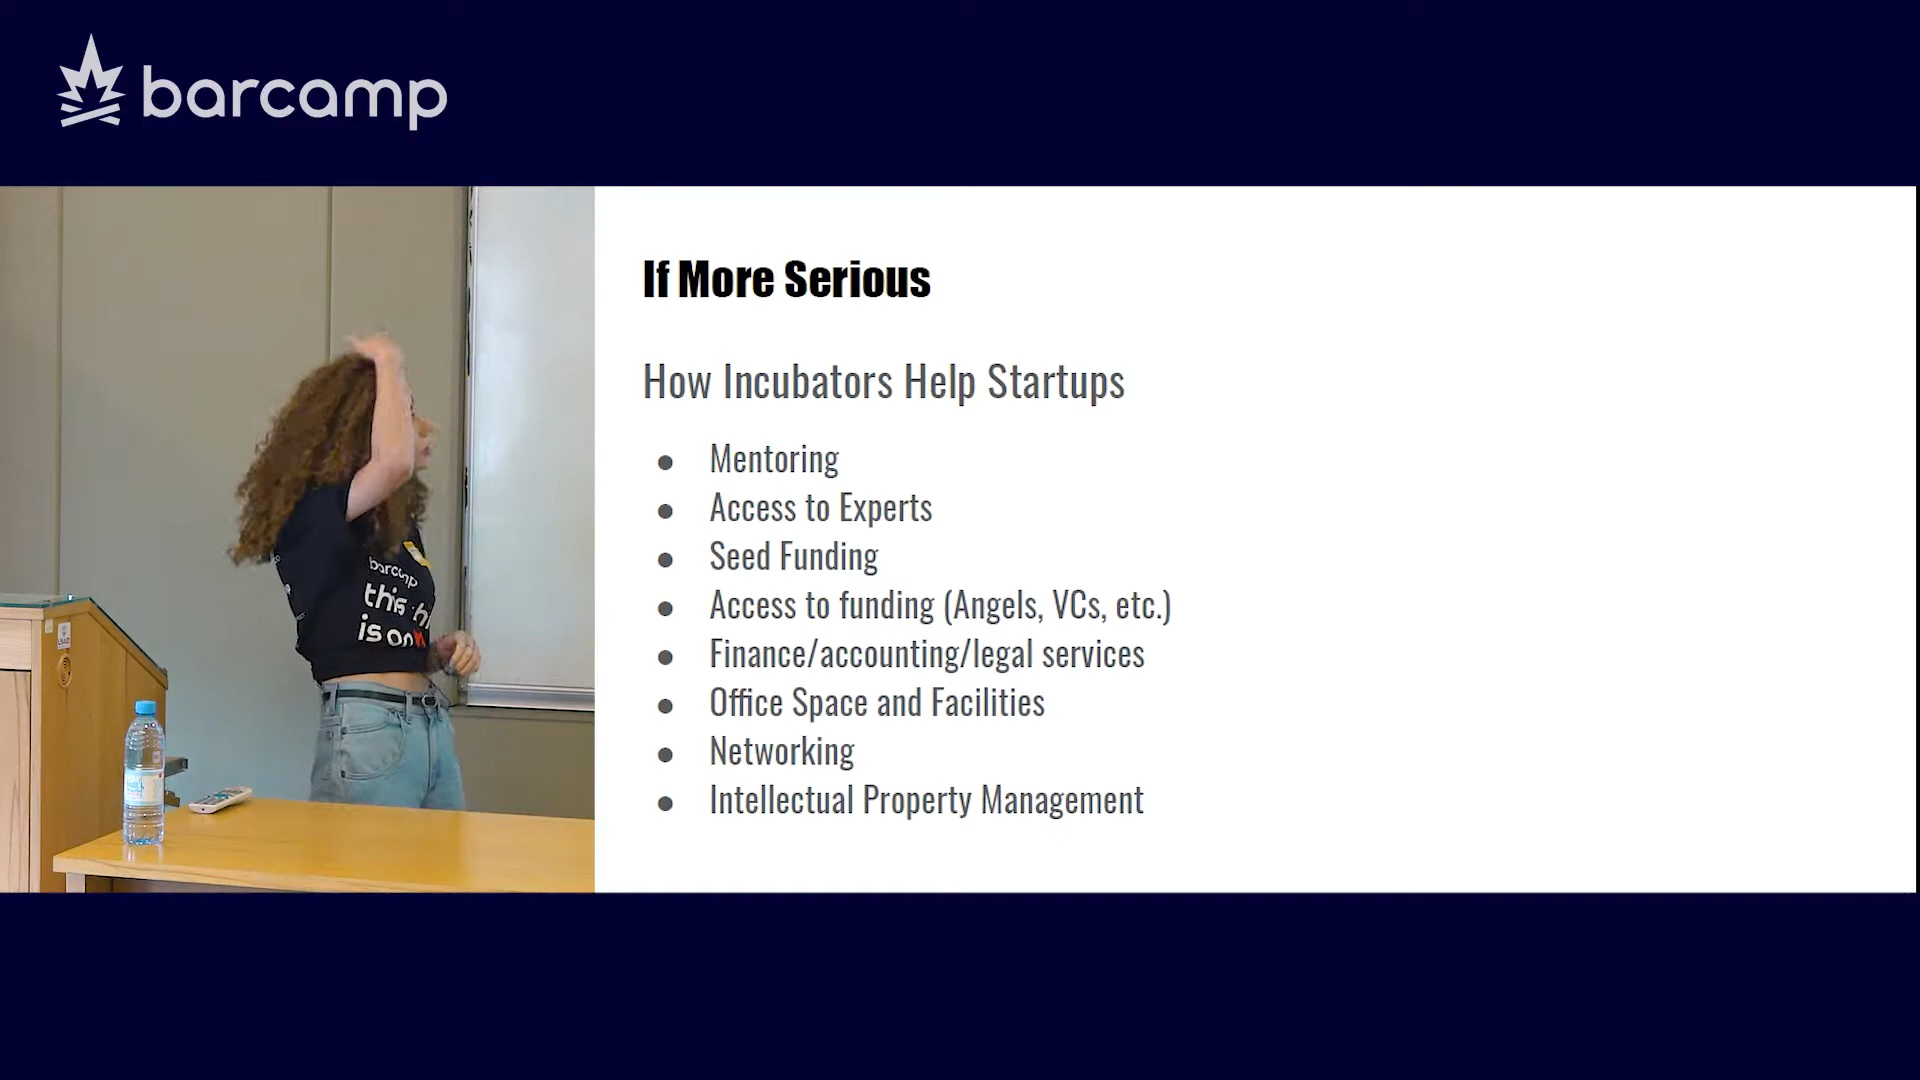 barcamp
If More Serious
How Incubators Help Startups
● Mentoring
● Access to Experts
● Seed Funding
● Access to funding (Angels, VCs, etc.)
● Finance/accounting/legal services
● Office Space and Facilities
● Networking
● Intellectual Property Management
barcamp
this
is on